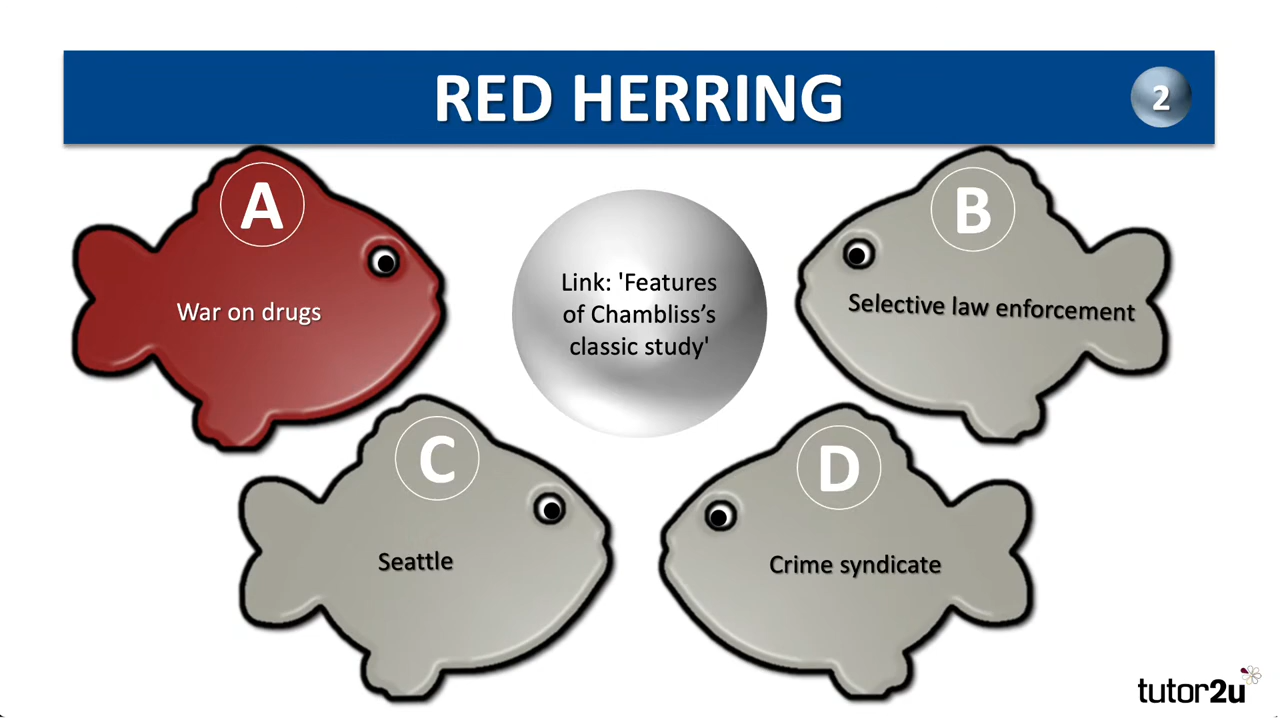 RED HERRING
2
A
War on drugs
Link: 'Features
of Chambliss’s
classic study'
B
Selective law enforcement
C
Seattle
D
Crime syndicate
tutor2u